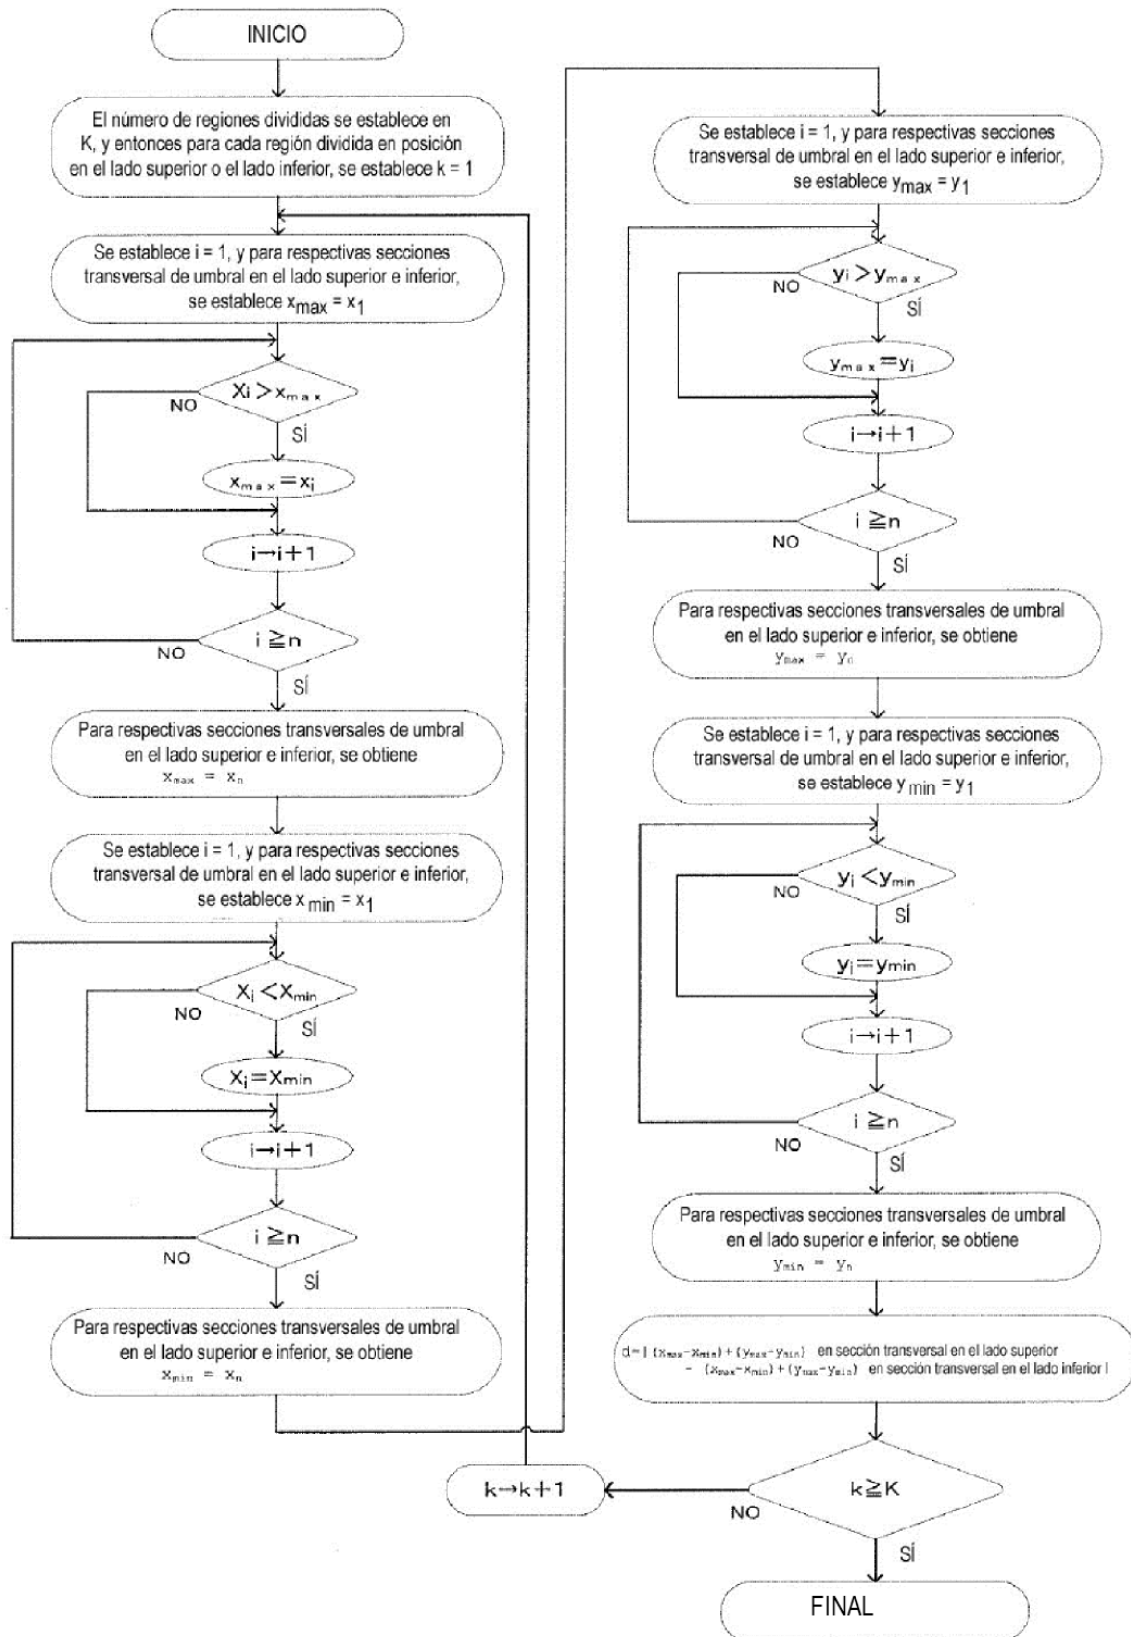 INICIO
El número de regiones divididas se establece en
K, y entonces para cada región dividida en posición
en el lado superior o el lado inferior, se establece k = 1
Se establece i = 1, y para respectivas secciones
transversal de umbral en el lado superior e inferior,
se establece xmax = x1
xi > xmax
NO
SÍ
xmax = xi
i→i+1
i ≧ n
NO
SÍ
Para respectivas secciones transversales de umbral
en el lado superior e inferior, se obtiene
xmax = xn
Se establece i = 1, y para respectivas secciones
transversal de umbral en el lado superior e inferior,
se establece x min = x1
xi < xmin
NO
SÍ
xi = xmin
i→i+1
i ≧ n
NO
SÍ
Para respectivas secciones transversales de umbral
en el lado superior e inferior, se obtiene
xmin = xn
Se establece i = 1, y para respectivas secciones
transversal de umbral en el lado superior e inferior,
se establece ymax = y1
yi > ymax
NO
SÍ
ymax = yi
i→i+1
i ≧ n
NO
SÍ
Para respectivas secciones transversales de umbral
en el lado superior e inferior, se obtiene
ymax = yn
Se establece i = 1, y para respectivas secciones
transversal de umbral en el lado superior e inferior,
se establece y min = y1
yi < ymin
NO
SÍ
yi = ymin
i→i+1
i ≧ n
NO
SÍ
Para respectivas secciones transversales de umbral
en el lado superior e inferior, se obtiene
ymin = yn
d=| (xmax-xmin)+(ymax-ymin) en sección transversal en el lado superior
- (xmax-xmin)+(ymax-ymin) en sección transversal en el lado inferior |
k ≧ K
NO
SÍ
k→k+1
FINAL